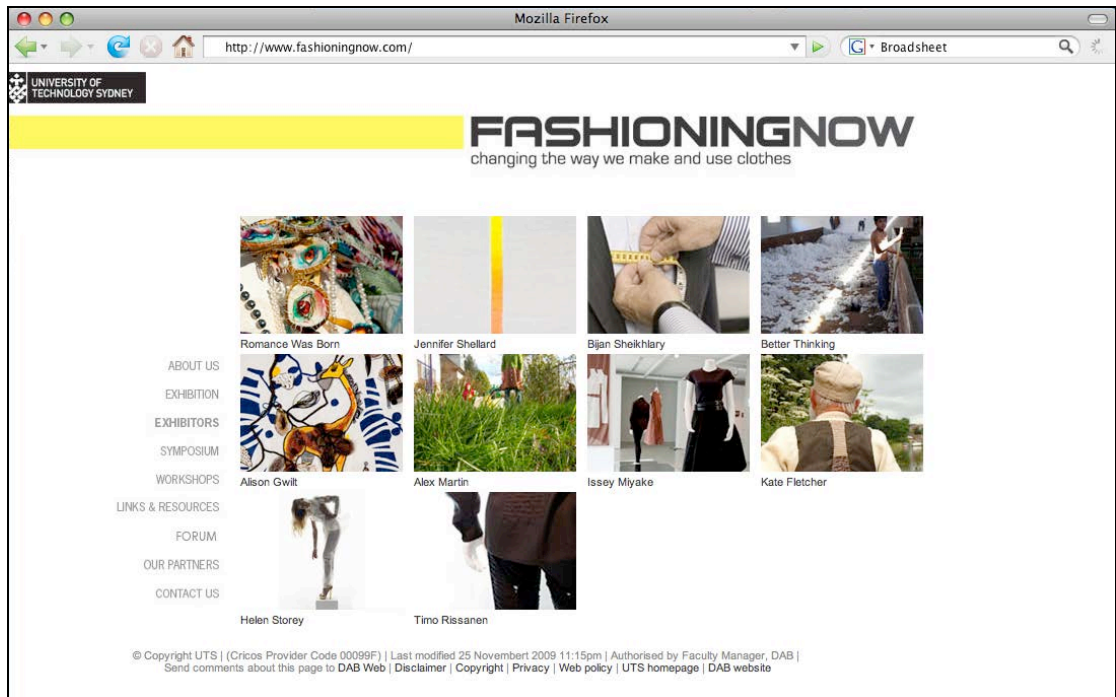 Mozilla Firefox
http://www.fashioningnow.com/
G
Broadsheet
UNIVERSITY OF
TECHNOLOGY SYDNEY
FASHIONINGNOW
changing the way we make and use clothes
Romance Was Born
Jennifer Shellard
Bijan Sheikhlary
Better Thinking
ABOUT US
EXHIBITION
EXHIBITORS
SYMPOSIUM
WORKSHOPS
LINKS & RESOURCES
FORUM
OUR PARTNERS
CONTACT US
Alison Gwilt
Alex Martin
Issey Miyake
Kate Fletcher
Helen Storey
Timo Rissanen
© Copyright UTS | (Cricos Provider Code 00099F) | Last modified 25 Novembert 2009 11:15pm | Authorised by Faculty Manager, DAB |
Send comments about this page to DAB Web | Disclaimer | Copyright | Privacy | Web policy | UTS homepage | DAB website